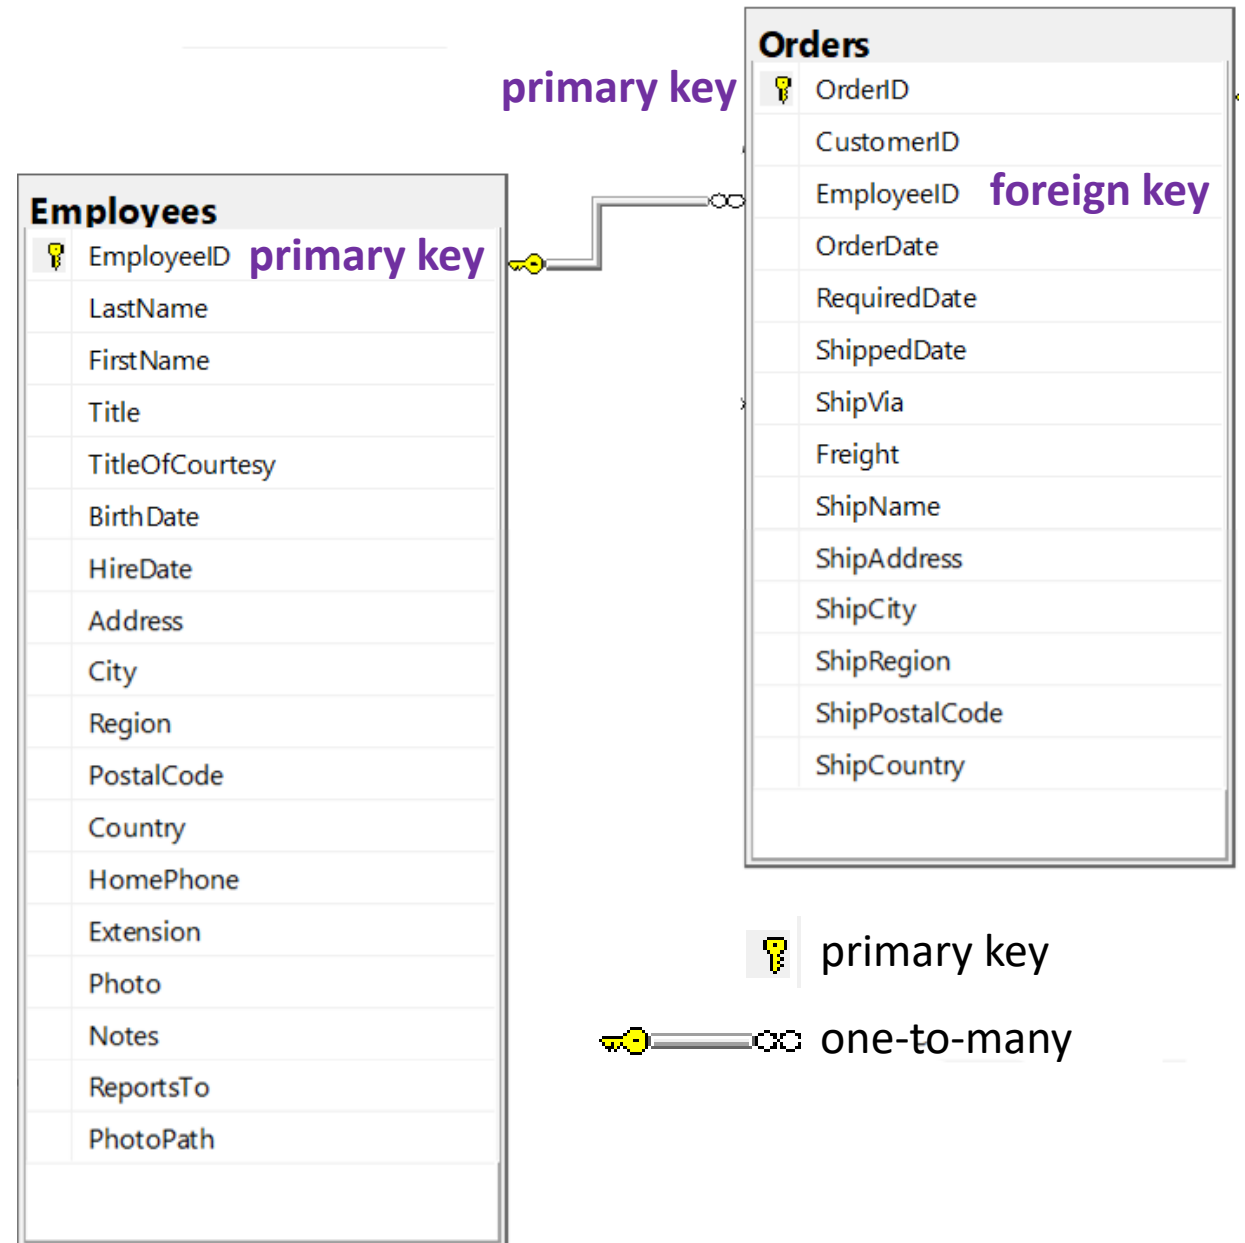 Employees
EmployeeID primary key
LastName
FirstName
Title
TitleOfCourtesy
BirthDate
HireDate
Address
City
Region
PostalCode
Country
HomePhone
Extension
Photo
Notes
ReportsTo
PhotoPath
Orders
primary key OrderID
CustomerID
EmployeeID foreign key
OrderDate
RequiredDate
ShippedDate
ShipVia
Freight
ShipName
ShipAddress
ShipCity
ShipRegion
ShipPostalCode
ShipCountry
primary key
one-to-many